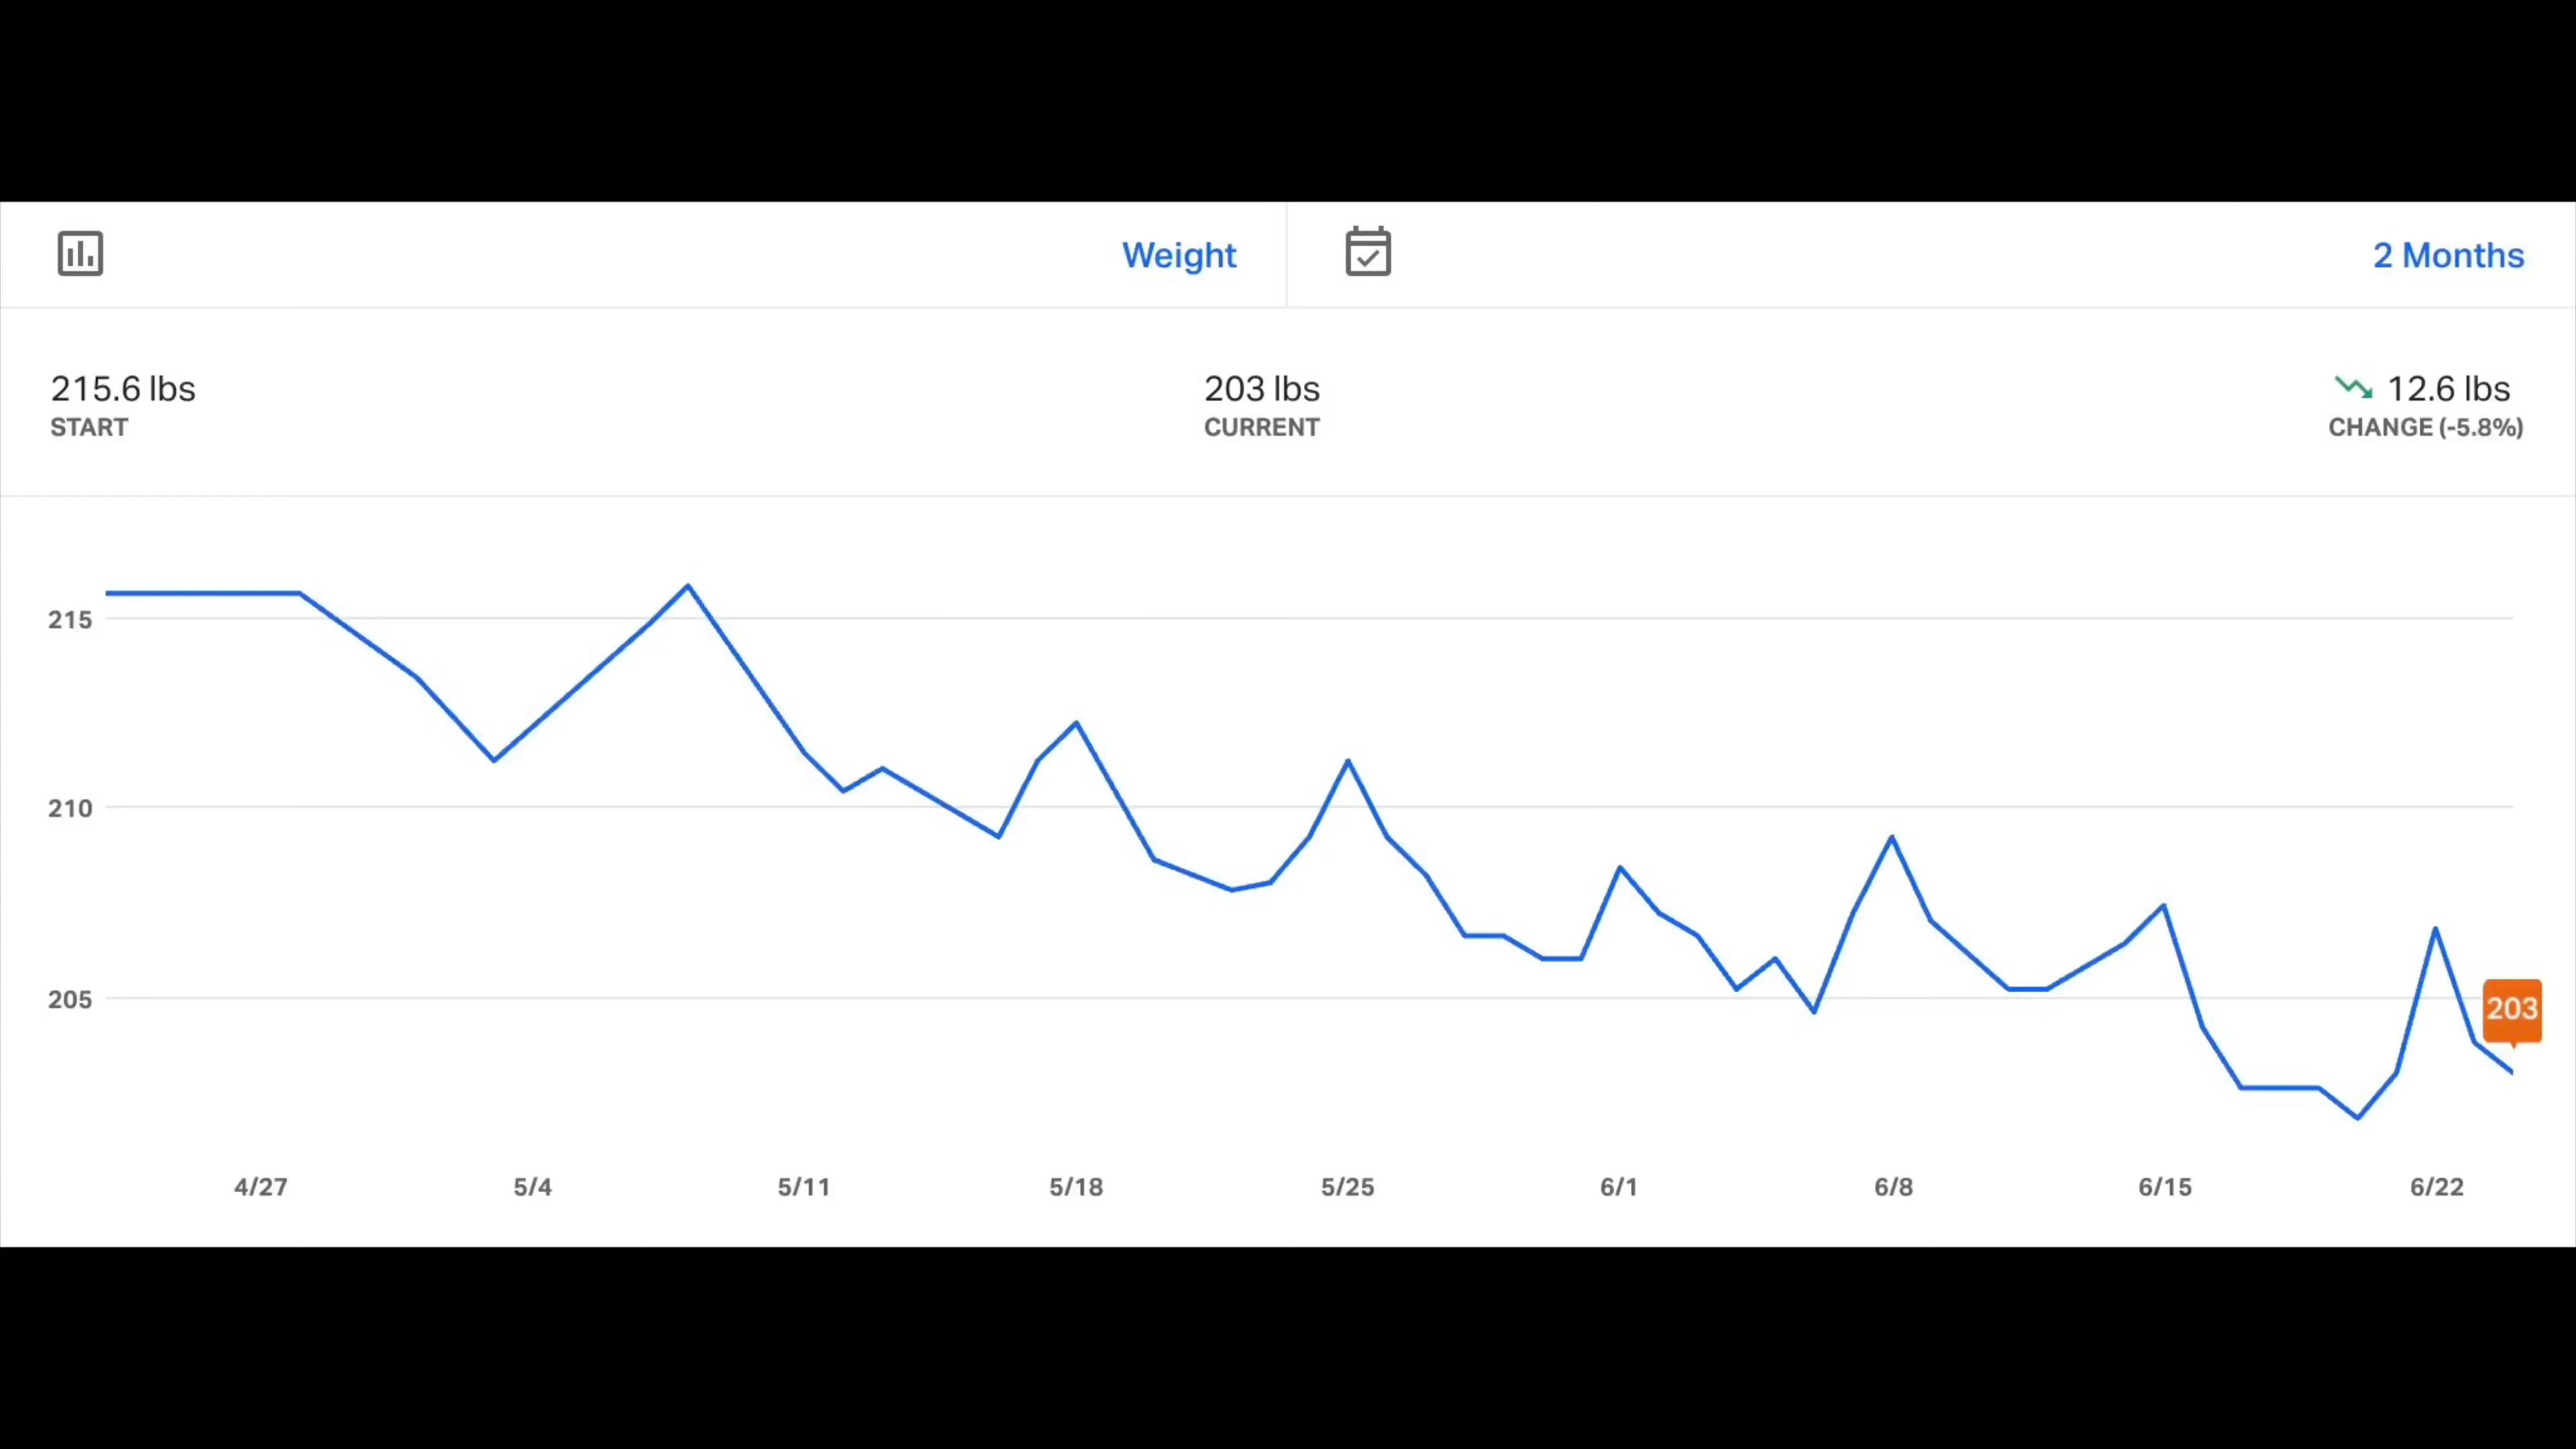 Weight
2 Months
215.6 lbs
START
203 lbs
CURRENT
12.6 lbs
CHANGE (-5.8%)
215
210
205
203
4/27 5/4 5/11 5/18 5/25 6/1 6/8 6/15 6/22